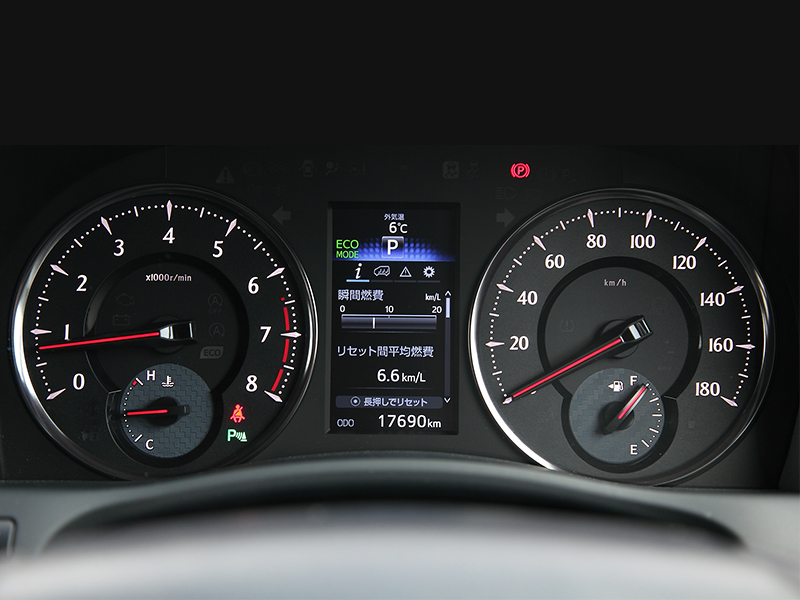 0
1
2
3
4
5
6
7
8
x1000r/min
H
C
ECO
P
外気温
6℃
ECO
MODE
P
i
瞬間燃費 km/L
0 10 20
リセット間平均燃費
6.6 km/L
長押しでリセット
ODO 17690km
P
20
40
60
80
100
120
140
160
180
km/h
F
E